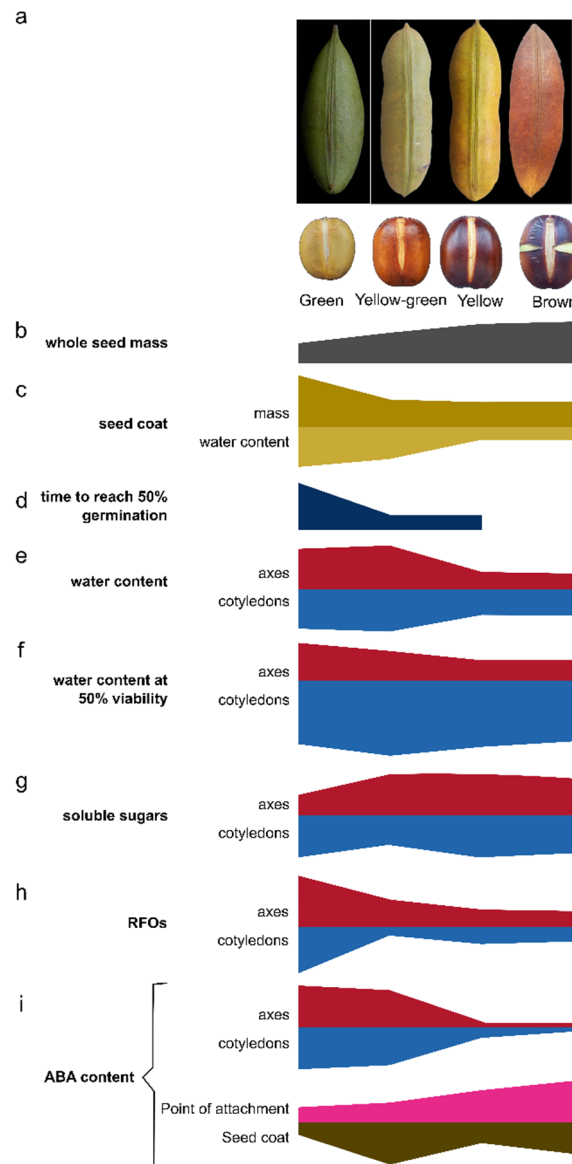 a
Green Yellow-green Yellow Brown
b
whole seed mass
c
seed coat
mass
water content
d
time to reach 50%
germination
e
water content
axes
cotyledons
f
water content at
50% viability
axes
cotyledons
g
soluble sugars
axes
cotyledons
h
RFOs
axes
cotyledons
i
ABA content
axes
cotyledons
Point of attachment
Seed coat